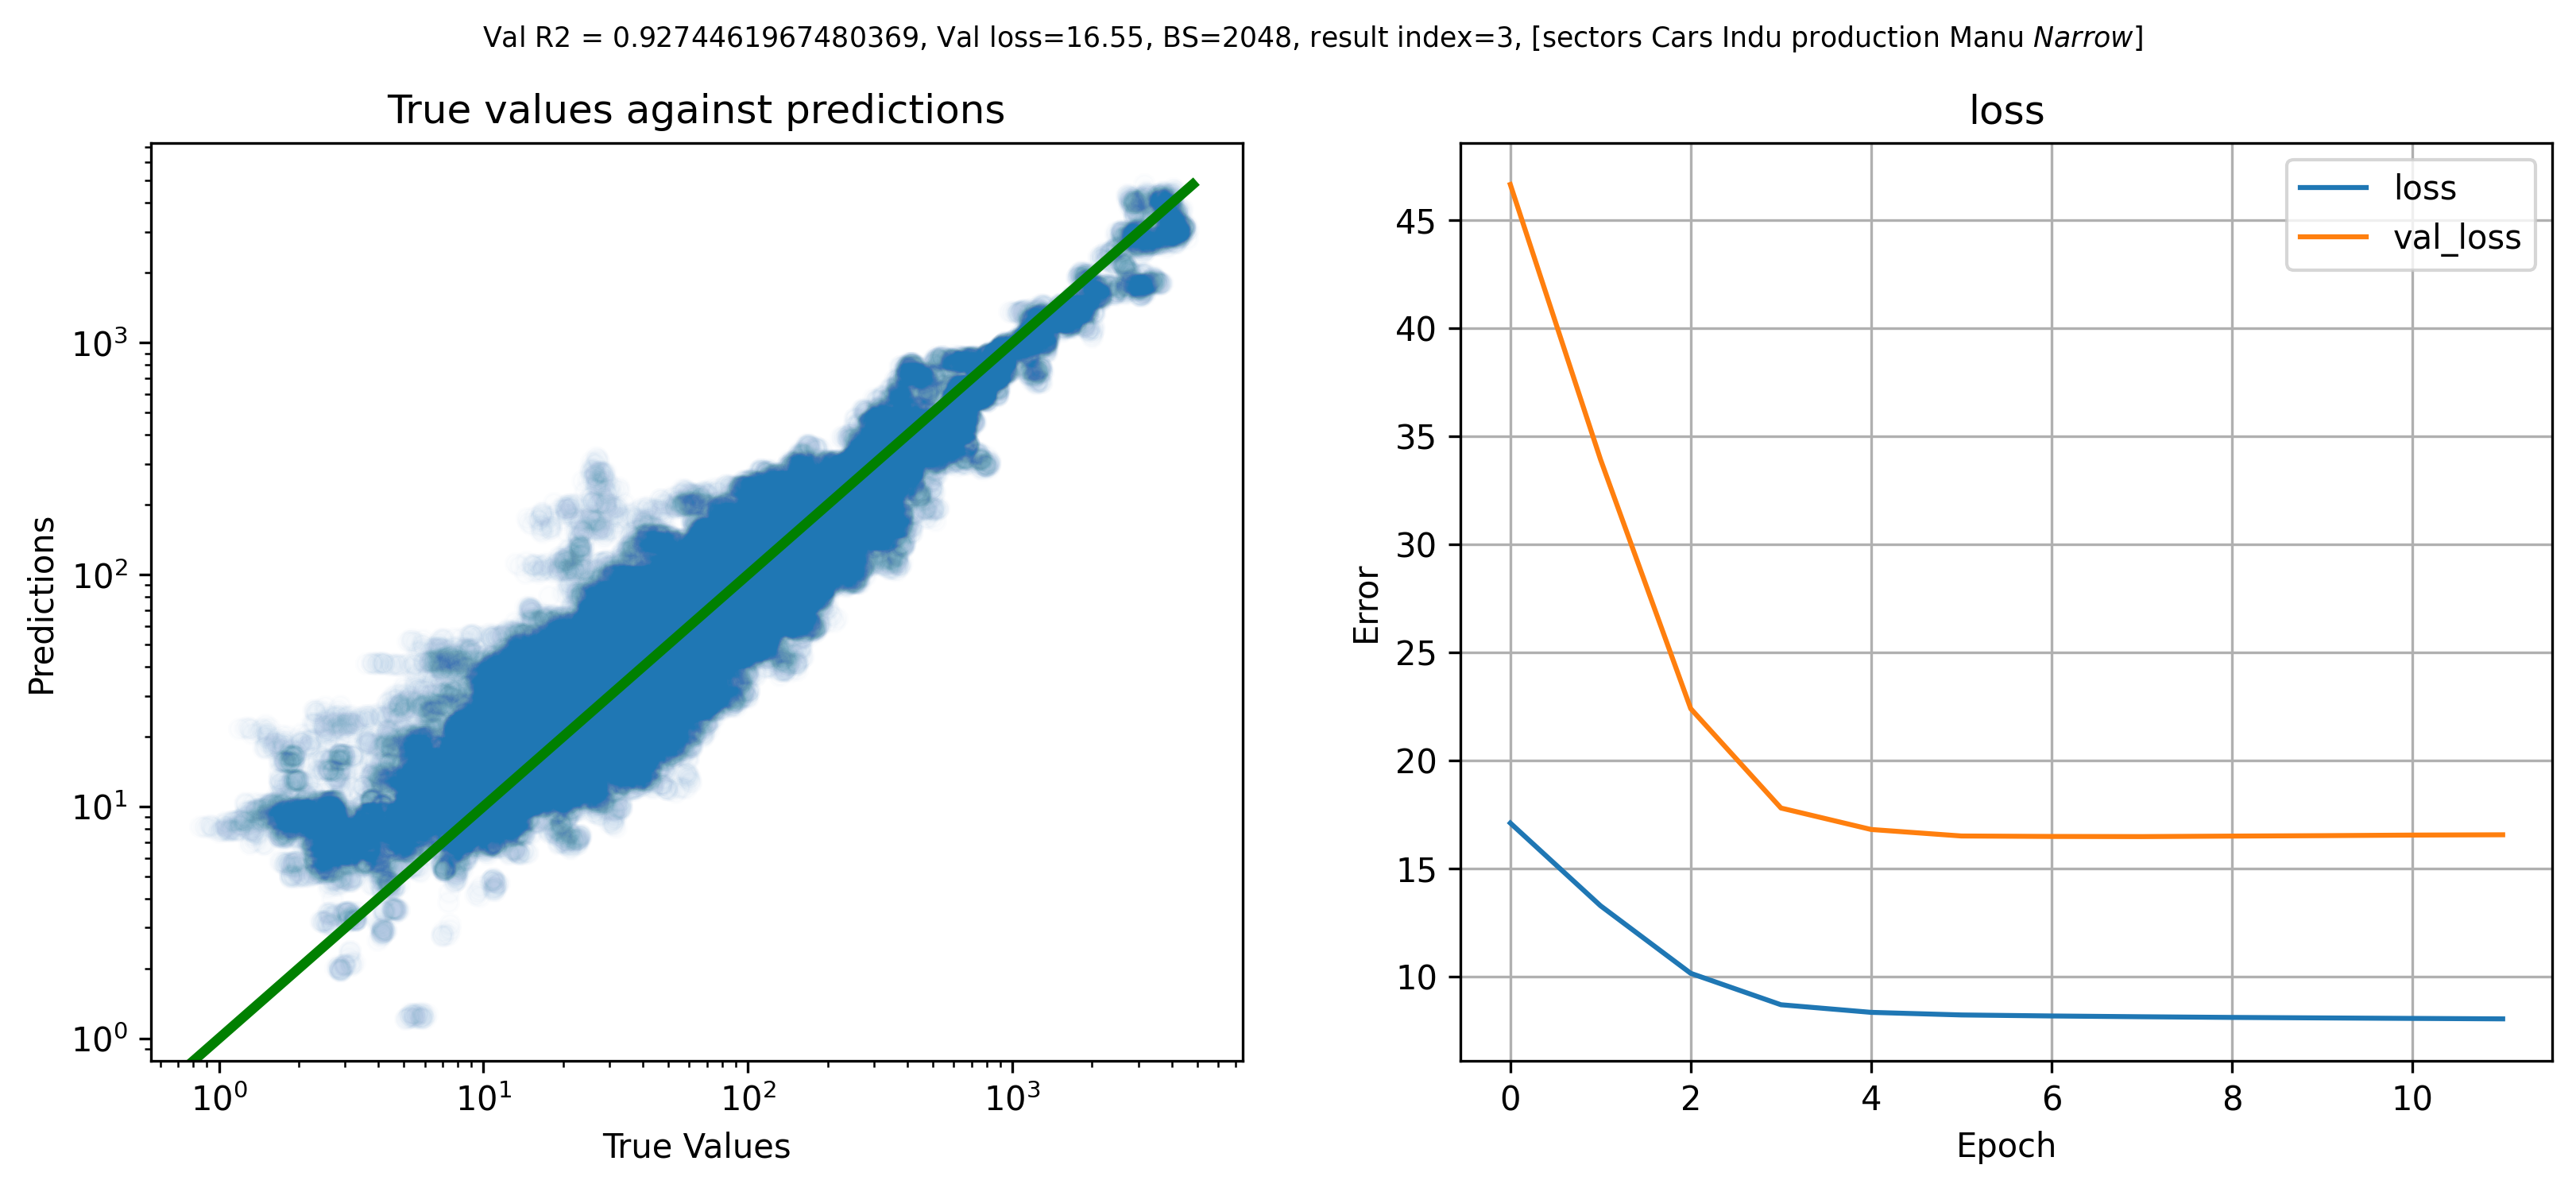 Val R2 = 0.9274461967480369, Val loss=16.55, BS=2048, result index=3, [sectors Cars Indu production Manu Narrow]
True values against predictions
Predictions
10³
10²
10¹
10⁰
10⁰ 10¹ 10² 10³
True Values
loss
loss
val_loss
Error
45
40
35
30
25
20
15
10
0 2 4 6 8 10
Epoch